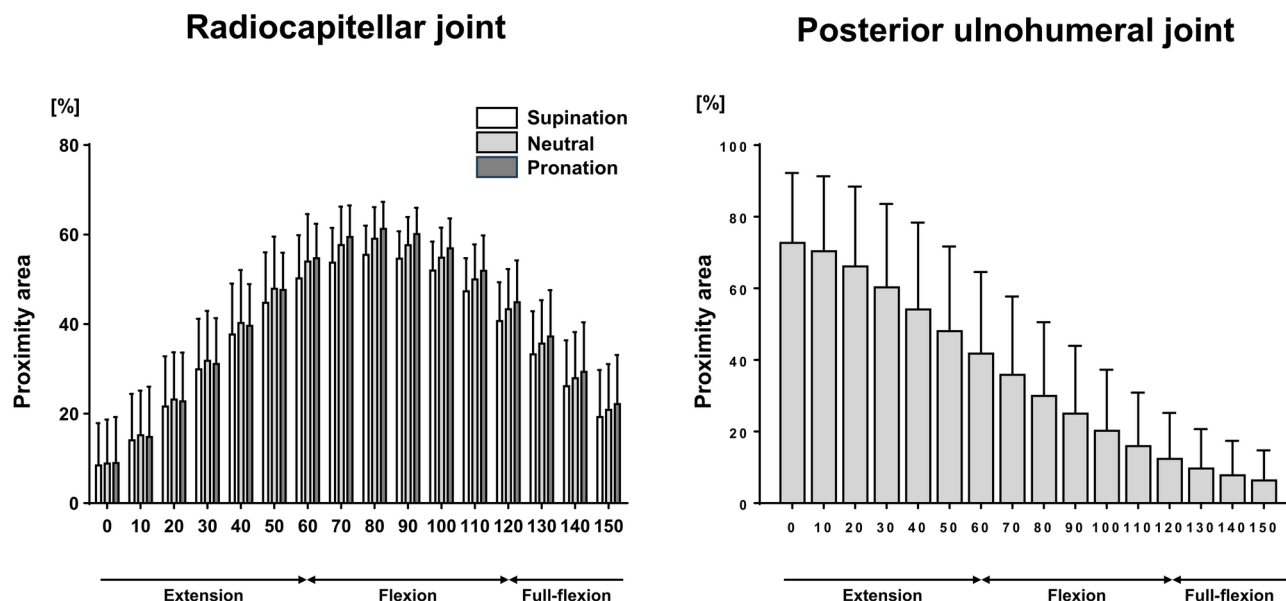 Radiocapitellar joint
[%]
Supination
Neutral
Pronation
Proximity area
80
60
40
20
0
0 10 20 30 40 50 60 70 80 90 100 110 120 130 140 150
Extension Flexion Full-flexion
Posterior ulnohumeral joint
[%]
Proximity area
100
80
60
40
20
0
0 10 20 30 40 50 60 70 80 90 100 110 120 130 140 150
Extension Flexion Full-flexion